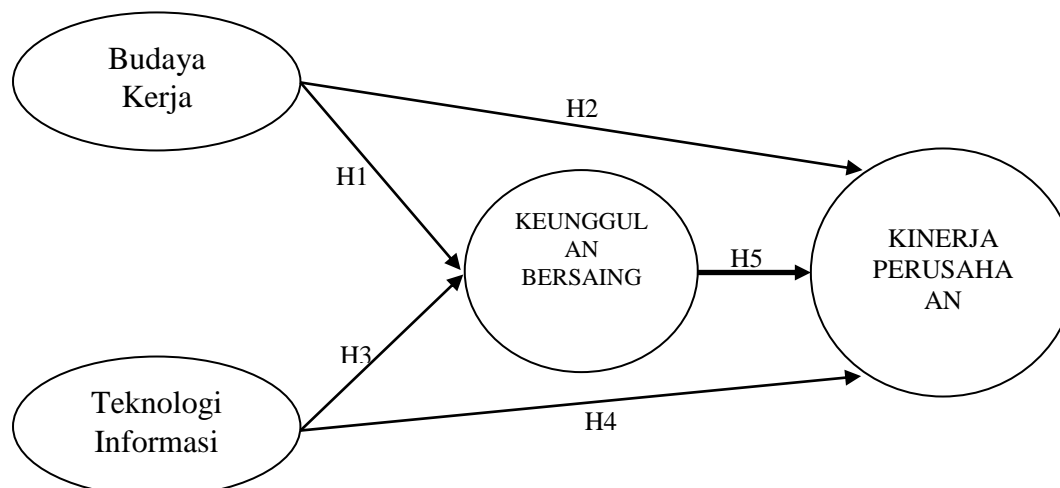 Budaya
Kerja
H2
H1
KEUNGGUL
AN
BERSAING
H5
KINERJA
PERUSAHA
AN
H3
Teknologi
Informasi
H4